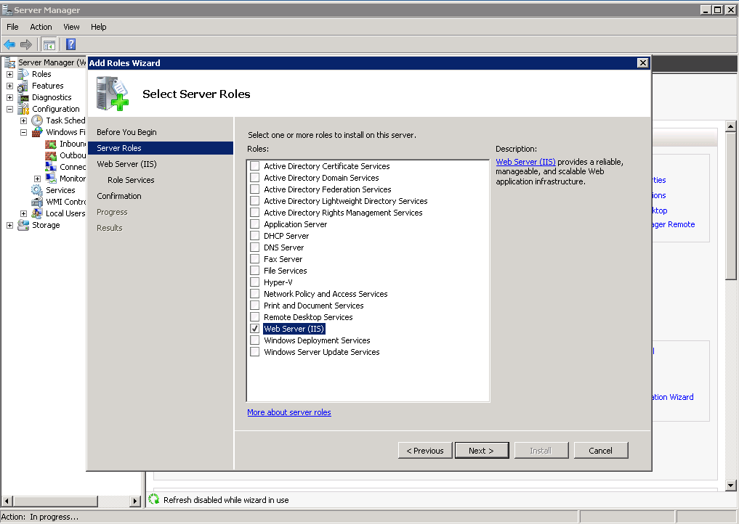 Server Manager
File Action View Help
Server Manager (W
Roles
Features
Diagnostics
Configuration
Task Sched
Windows Fi
Inboun
Outbou
Connec
Monitor
Services
WMI Contro
Local Users
Storage
Add Roles Wizard
Select Server Roles
Before You Begin
Server Roles
Web Server (IIS)
Role Services
Confirmation
Progress
Results
Select one or more roles to install on this server.
Roles:
Active Directory Certificate Services
Active Directory Domain Services
Active Directory Federation Services
Active Directory Lightweight Directory Services
Active Directory Rights Management Services
Application Server
DHCP Server
DNS Server
Fax Server
File Services
Hyper-V
Network Policy and Access Services
Print and Document Services
Remote Desktop Services
Web Server (IIS)
Windows Deployment Services
Windows Server Update Services
More about server roles
Description:
Web Server (IIS) provides a reliable,
manageable, and scalable Web
application infrastructure.
< Previous Next > Install Cancel
erties
ions
ktop
ager Remote
ation Wizard
Refresh disabled while wizard in use
Action: In progress...